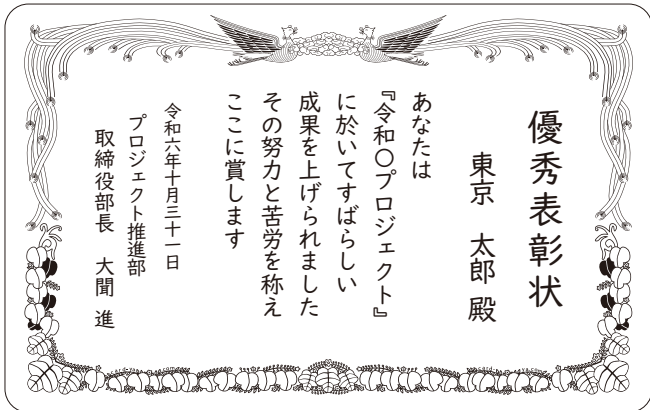 優秀表彰状
東京　太郎 殿
あなたは
『令和〇プロジェクト』
に於いてすばらしい
成果を上げられました
その努力と苦労を称え
ここに賞します
令和六年十月三十一日
プロジェクト推進部
取締役部長　大聞 進